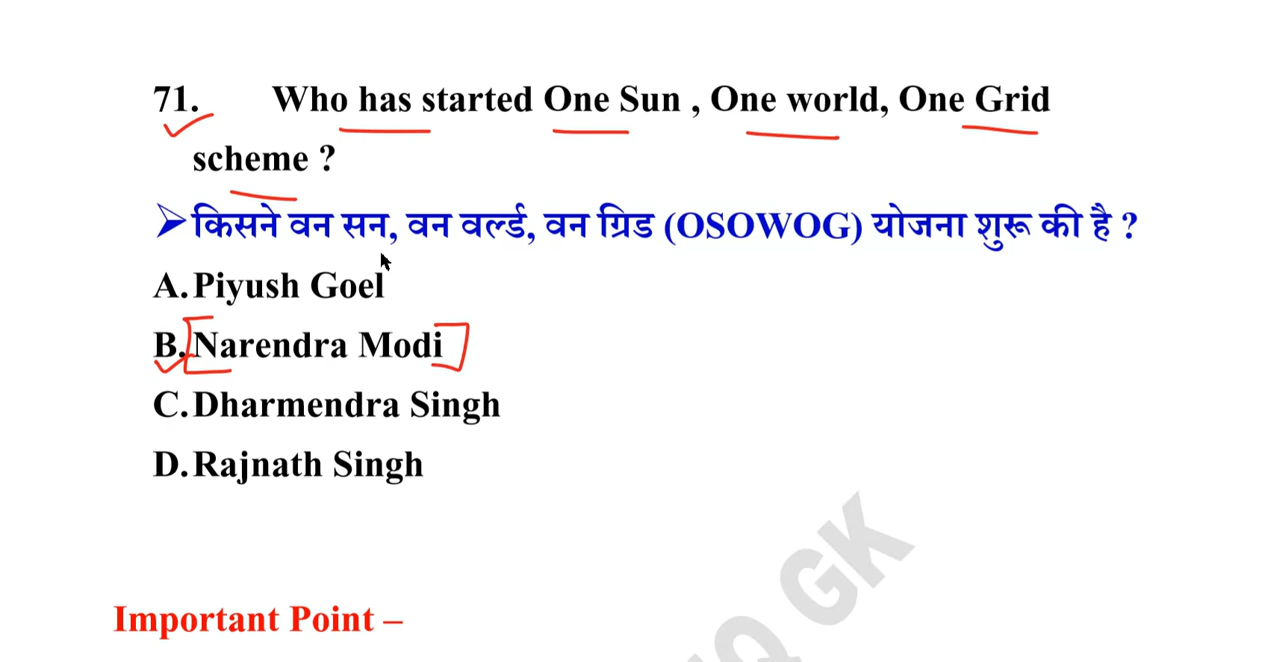 71. Who has started One Sun , One world, One Grid
scheme ?
➢किसने वन सन, वन वर्ल्ड, वन ग्रिड (OSOWOG) योजना शुरू की है ?
A.Piyush Goel
B.Narendra Modi
C.Dharmendra Singh
D.Rajnath Singh
GK
Important Point –